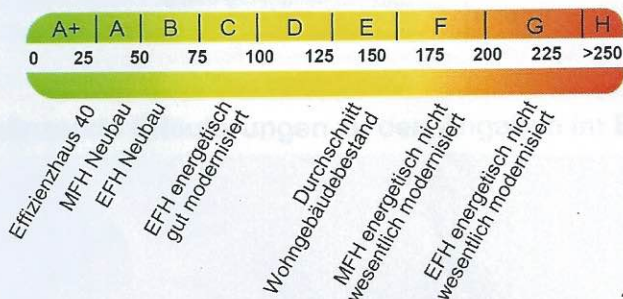 A+ A B C D E F G H
0 25 50 75 100 125 150 175 200 225 >250
Effizienzhaus 40
MFH Neubau
EFH Neubau
EFH energetisch
gut modernisiert
Durchschnitt
Wohngebäudebestand
MFH energetisch nicht
wesentlich modernisiert
EFH energetisch nicht
wesentlich modernisiert